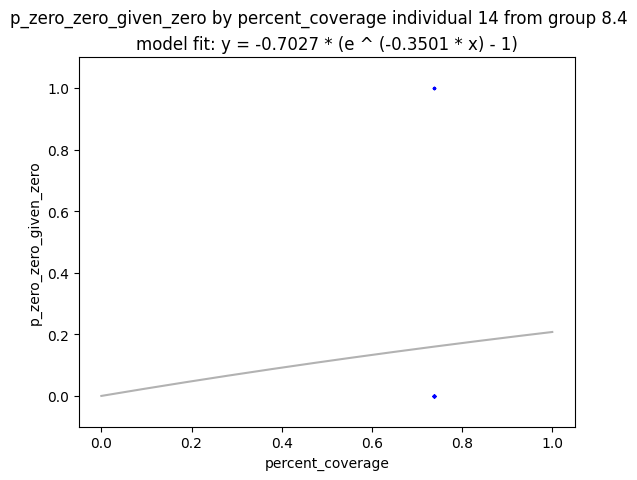 p_zero_zero_given_zero by percent_coverage individual 14 from group 8.4
model fit: y = -0.7027 * (e ^ (-0.3501 * x) - 1)
1.0
0.8
0.6
0.4
0.2
0.0
p_zero_zero_given_zero
0.0 0.2 0.4 0.6 0.8 1.0
percent_coverage